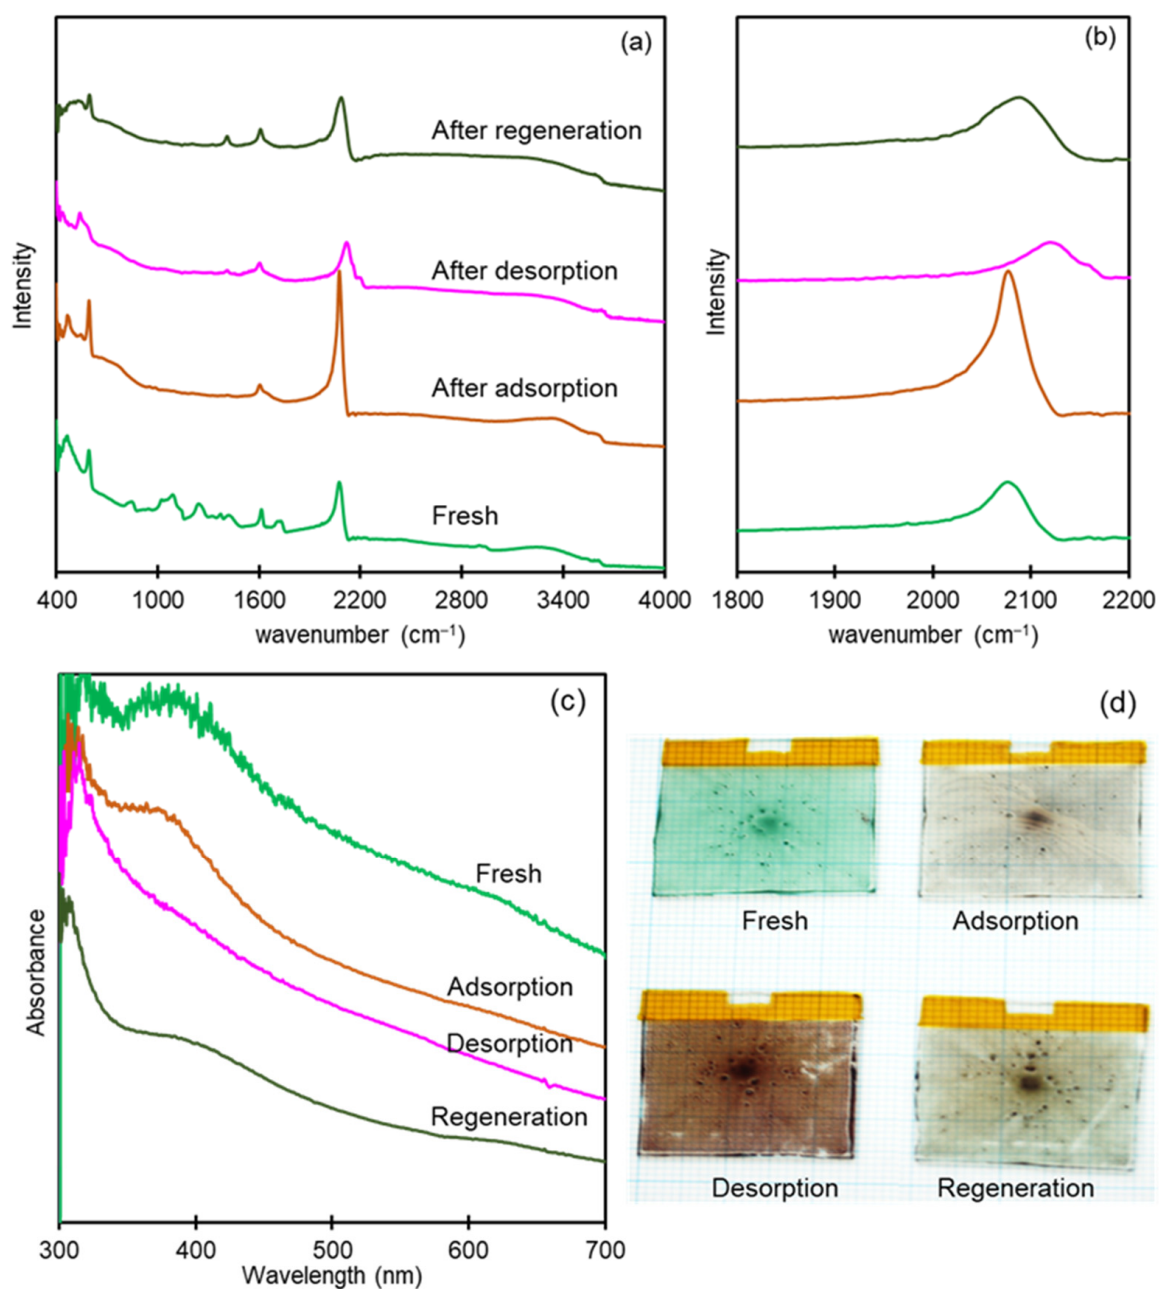 (a)
After regeneration
After desorption
After adsorption
Fresh
Intensity
400 1000 1600 2200 2800 3400 4000
wavenumber (cm⁻¹)
(b)
Intensity
1800 1900 2000 2100 2200
wavenumber (cm⁻¹)
(c)
Fresh
Adsorption
Desorption
Regeneration
Absorbance
300 400 500 600 700
Wavelength (nm)
(d)
Fresh Adsorption
Desorption Regeneration